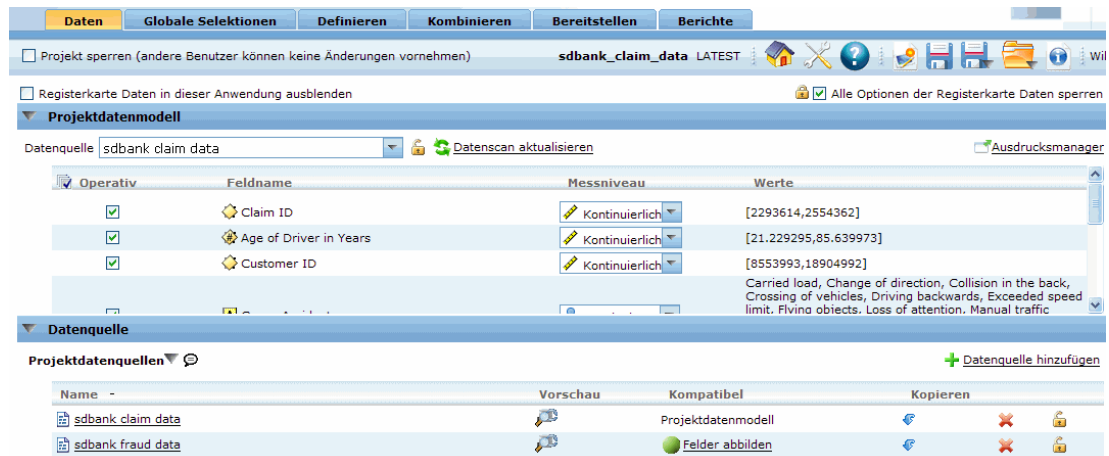 Daten Globale Selektionen Definieren Kombinieren Bereitstellen Berichte
Projekt sperren (andere Benutzer können keine Änderungen vornehmen) sdbank_claim_data LATEST Wil
Registerkarte Daten in dieser Anwendung ausblenden Alle Optionen der Registerkarte Daten sperren
Projektdatenmodell
Datenquelle sdbank claim data Datenscan aktualisieren Ausdrucksmanager
Operativ Feldname Messniveau Werte
Claim ID Kontinuierlich [2293614,2554362]
Age of Driver in Years Kontinuierlich [21.229295,85.639973]
Customer ID Kontinuierlich [8553993,18904992]
Carried load, Change of direction, Collision in the back,
Crossing of vehicles, Driving backwards, Exceeded speed
limit, Flying objects, Loss of attention, Manual traffic
Datenquelle
Projektdatenquellen Datenquelle hinzufügen
Name - Vorschau Kompatibel Kopieren
sdbank claim data Projektdatenmodell
sdbank fraud data Felder abbilden